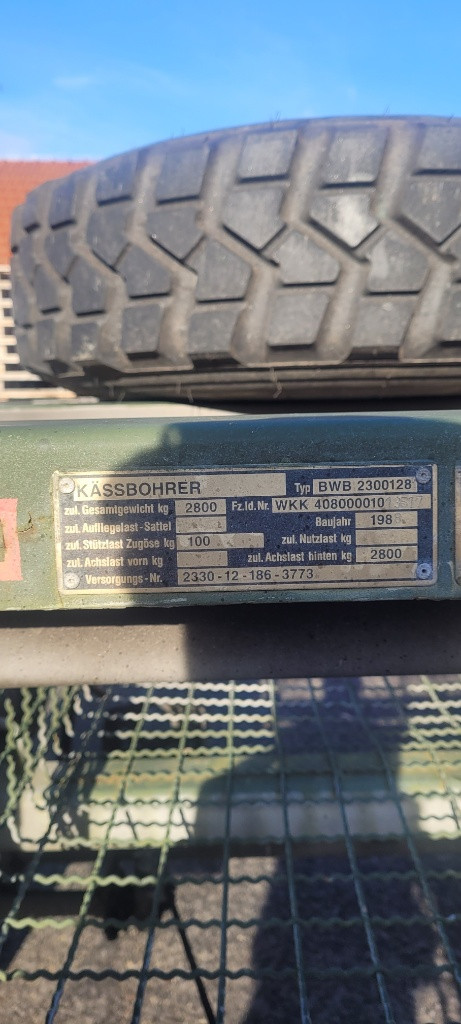 KÄSSBOHRER Typ BWB 2300128
zul. Gesamtgewicht kg 2800 Fz.Id.Nr. WKK 408000010
zul. Aufliegelast-Sattel Baujahr 198
zul. Stützlast Zugöse kg 100 zul. Nutzlast kg
zul. Achslast vorn kg zul. Achslast hinten kg 2800
Versorgungs-Nr. 2330-12-186-3773